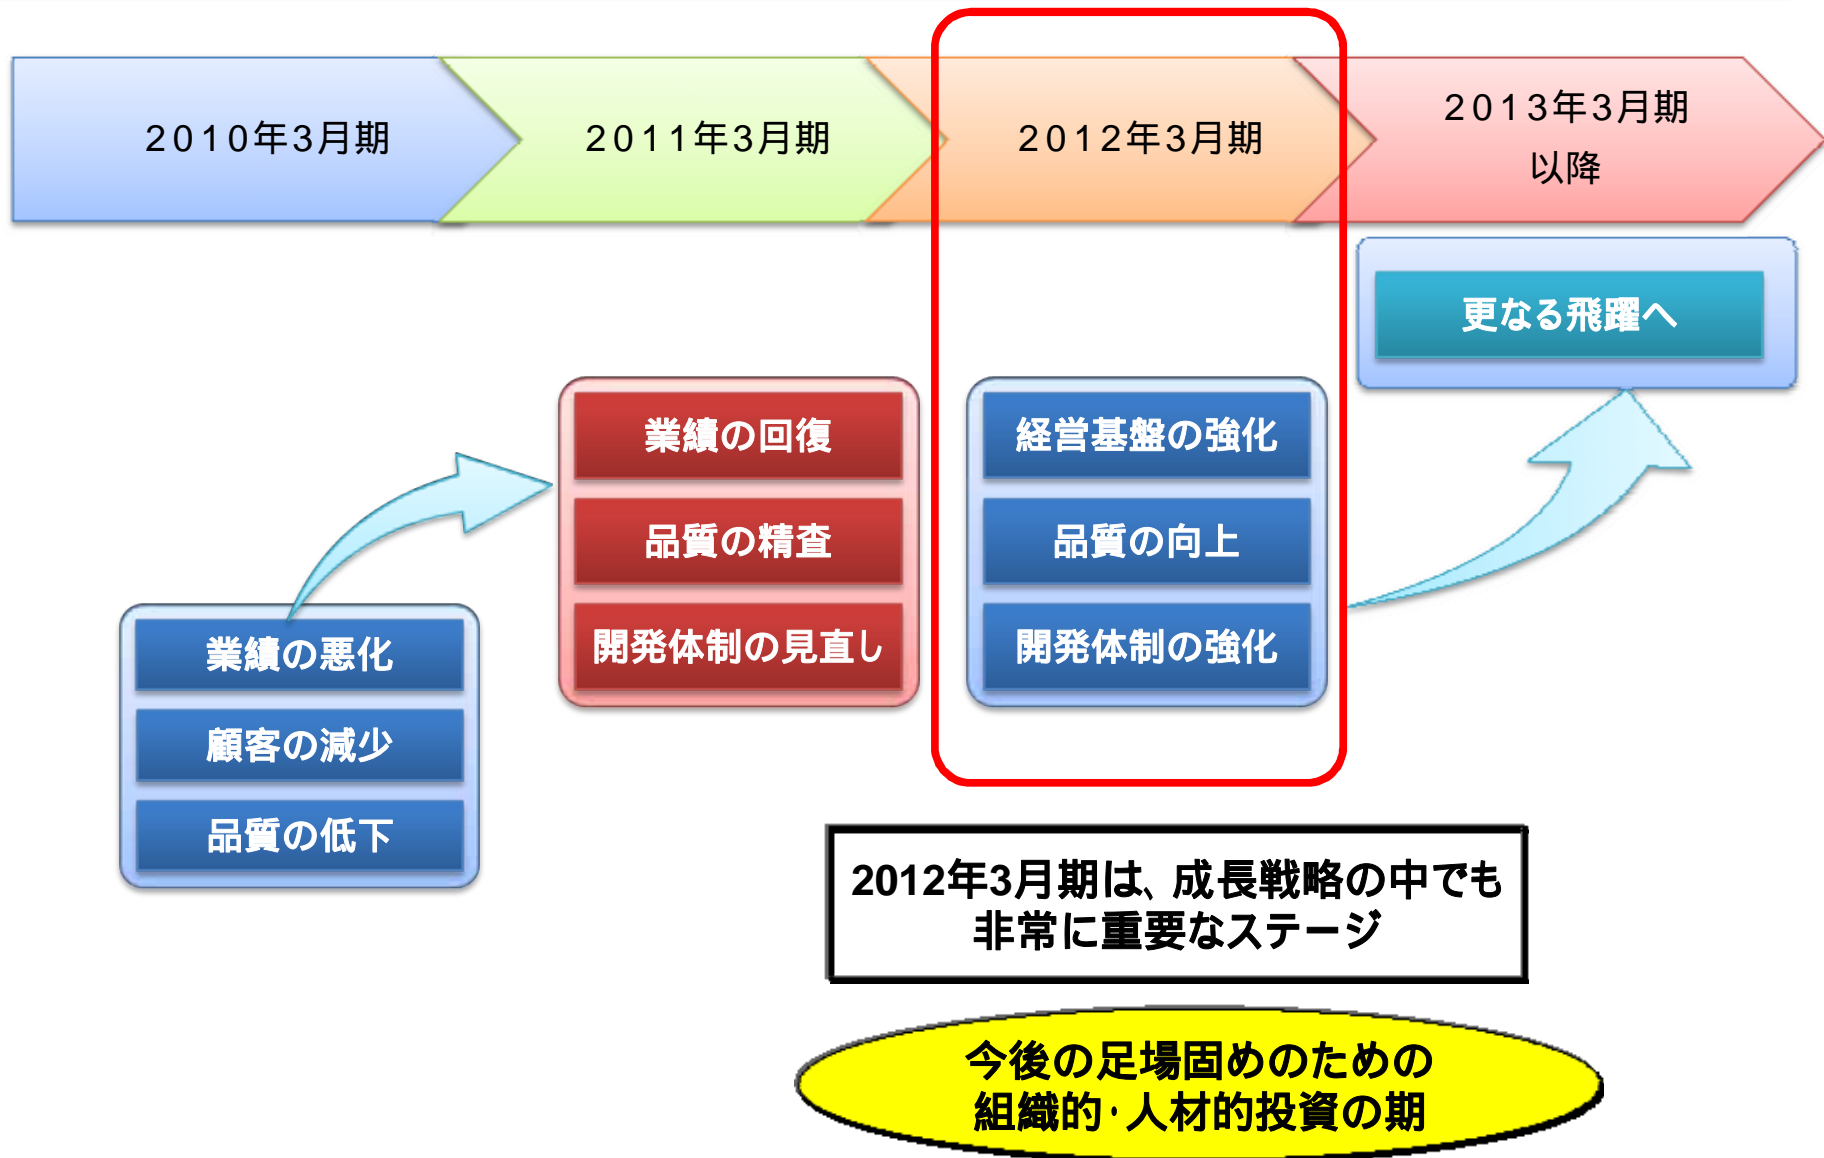 2010年3月期
2011年3月期
2012年3月期
2013年3月期
以降
更なる飛躍へ
業績の悪化
顧客の減少
品質の低下
業績の回復
品質の精査
開発体制の見直し
経営基盤の強化
品質の向上
開発体制の強化
2012年3月期は、成長戦略の中でも
非常に重要なステージ
今後の足場固めのための
組織的・人材的投資の期